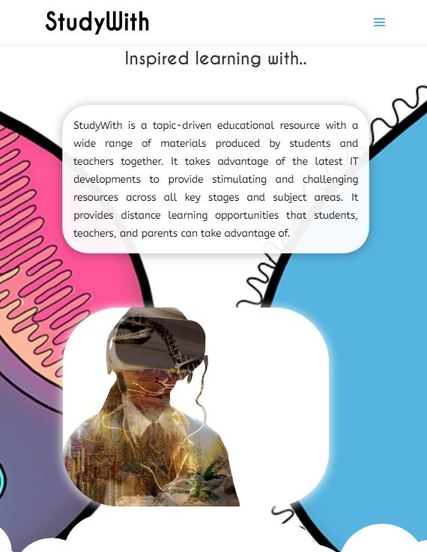 StudyWith
Inspired learning with..
StudyWith is a topic-driven educational resource with a
wide range of materials produced by students and
teachers together. It takes advantage of the latest IT
developments to provide stimulating and challenging
resources across all key stages and subject areas. It
provides distance learning opportunities that students,
teachers, and parents can take advantage of.